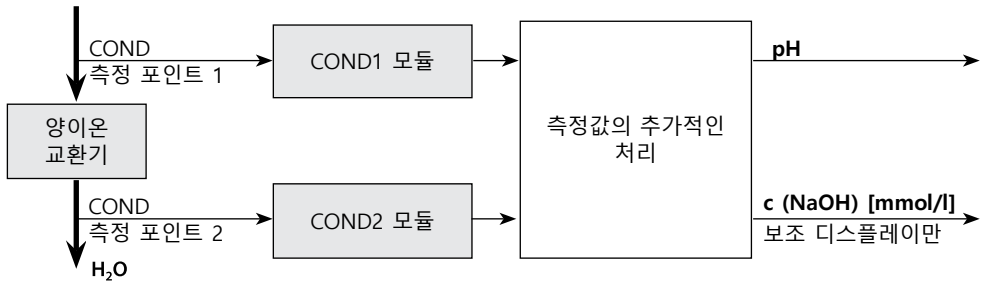 COND
측정 포인트 1
COND1 모듈
pH
양이온
교환기
측정값의 추가적인
처리
COND
측정 포인트 2
COND2 모듈
c (NaOH) [mmol/l]
보조 디스플레이만
H₂O